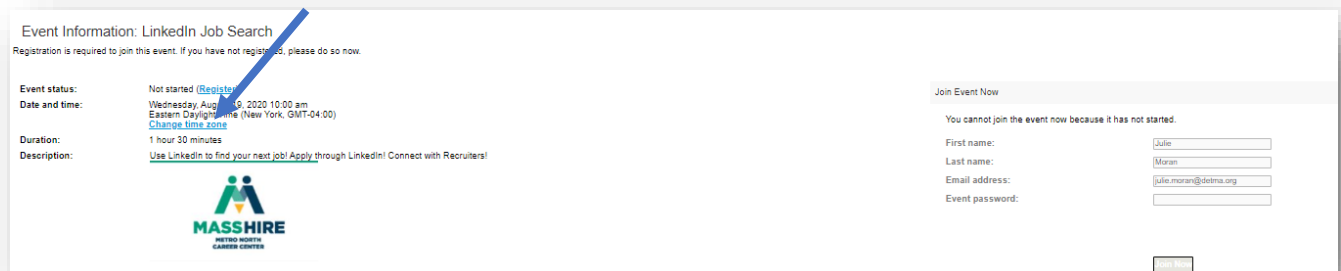 Event Information: LinkedIn Job Search
Registration is required to join this event. If you have not registered, please do so now.
Event status: Not started (Register)
Date and time: Wednesday, Aug 19, 2020 10:00 am
Eastern Daylight Time (New York, GMT-04:00)
Change time zone
Duration: 1 hour 30 minutes
Description: Use LinkedIn to find your next job! Apply through LinkedIn! Connect with Recruiters!
MASSHIRE
METRO NORTH
CAREER CENTER
Join Event Now
You cannot join the event now because it has not started.
First name: Julie
Last name: Moran
Email address: julie.moran@detma.org
Event password:
Join Now